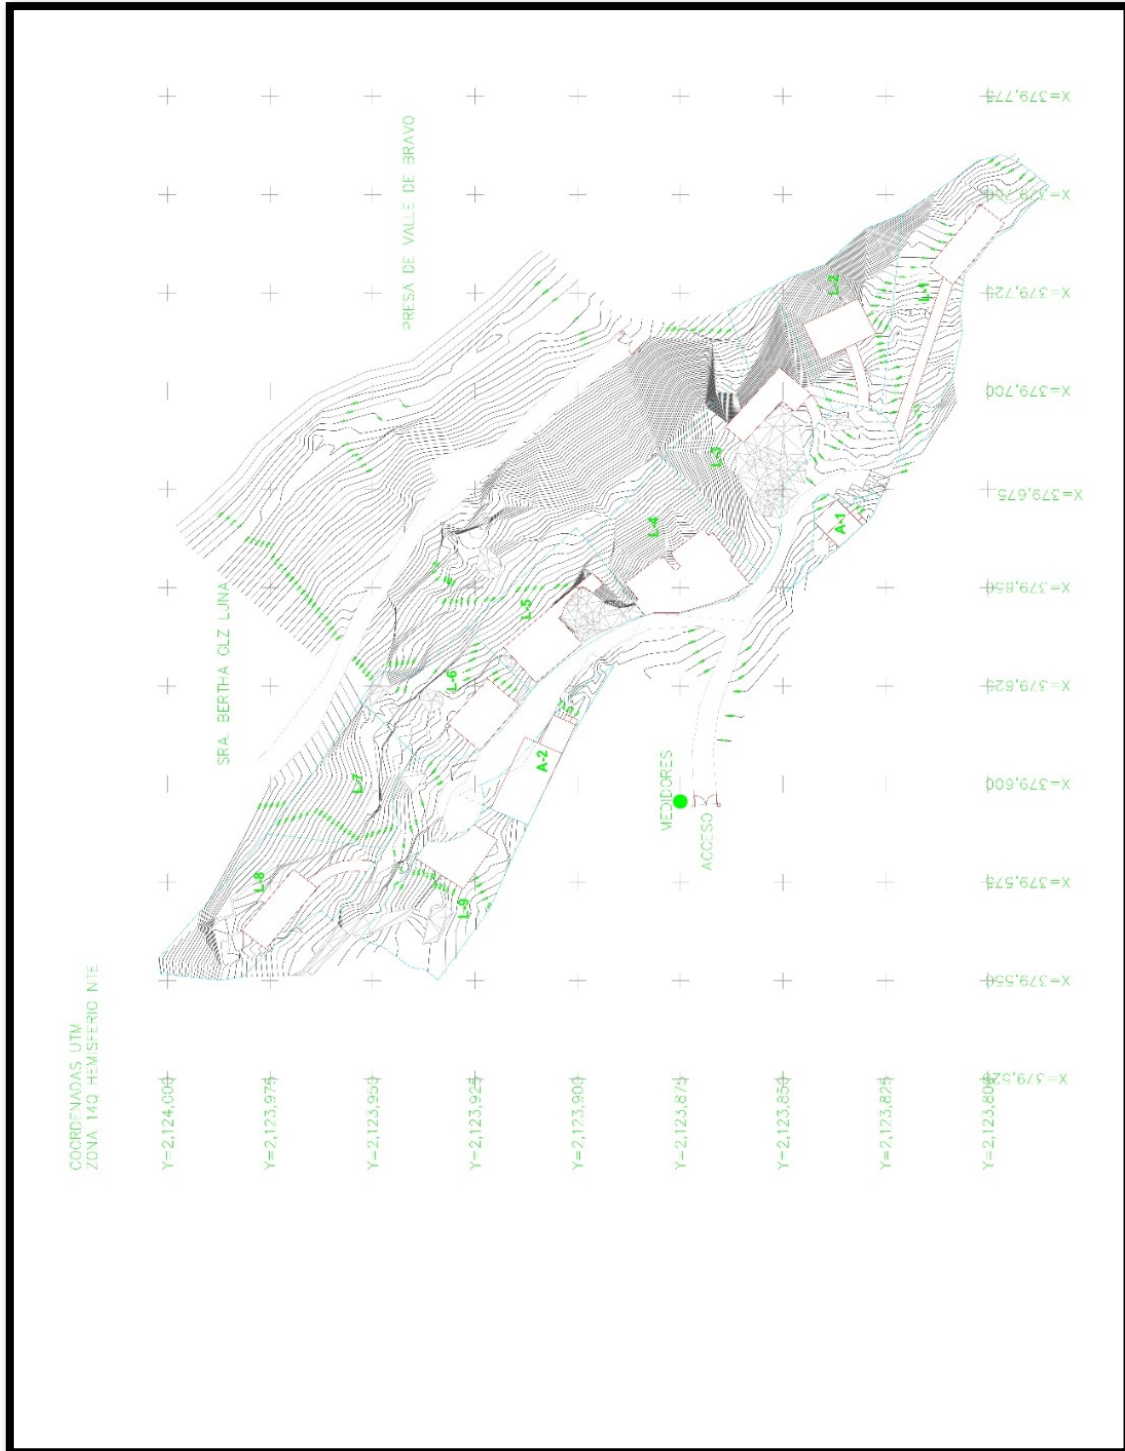 COORDENADAS UTM
ZONA 14Q HEMISFERIO NTE
PRESA DE VALLE DE BRAVO
SRA. BERTHA GLZ LUNA
L-1
L-2
L-3
L-4
L-5
L-6
L-7
L-8
L-9
A-1
A-2
MEDIDORES
ACCESO
Y=2,124,000
Y=2,123,975
Y=2,123,950
Y=2,123,925
Y=2,123,900
Y=2,123,875
Y=2,123,850
Y=2,123,825
Y=2,123,800
X=379,775
X=379,725
X=379,700
X=379,675
X=379,650
X=379,625
X=379,600
X=379,575
X=379,550